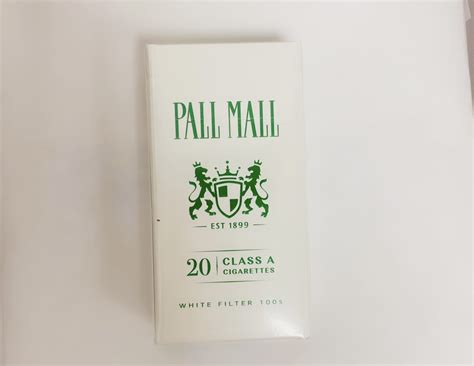 PALL MALL
EST 1899
20 CLASS A
CIGARETTES
WHITE FILTER 100s